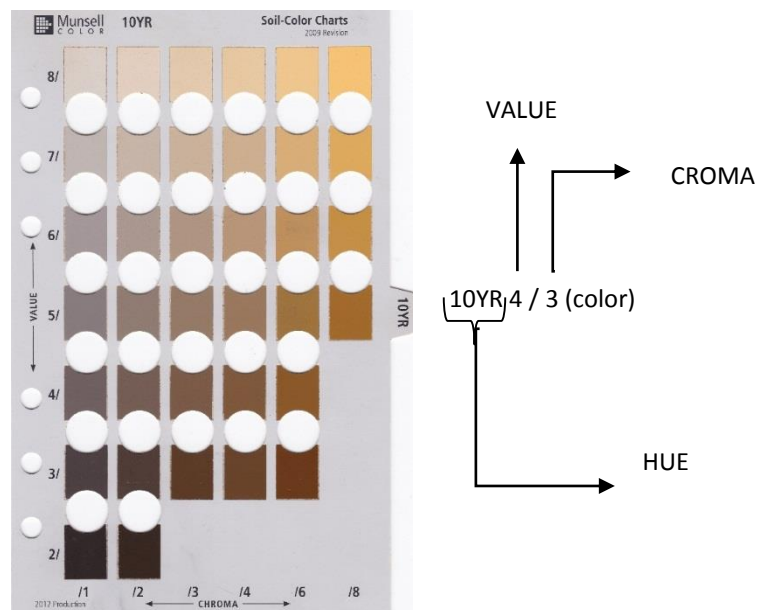 Munsell COLOR 10YR Soil-Color Charts
2009 Revision
8/
7/
6/
VALUE
5/
4/
3/
2/
/1 /2 /3 /4 /6 /8
2012 Production CHROMA
10YR
VALUE
CROMA
10YR 4 / 3 (color)
HUE